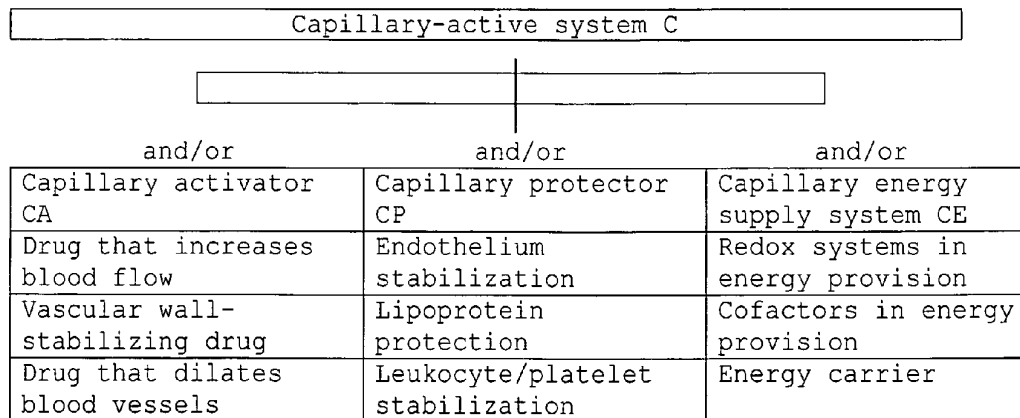 Capillary-active system C
and/or and/or and/or
Capillary activator Capillary protector Capillary energy
CA CP supply system CE
Drug that increases Endothelium Redox systems in
blood flow stabilization energy provision
Vascular wall- Lipoprotein Cofactors in energy
stabilizing drug protection provision
Drug that dilates Leukocyte/platelet Energy carrier
blood vessels stabilization